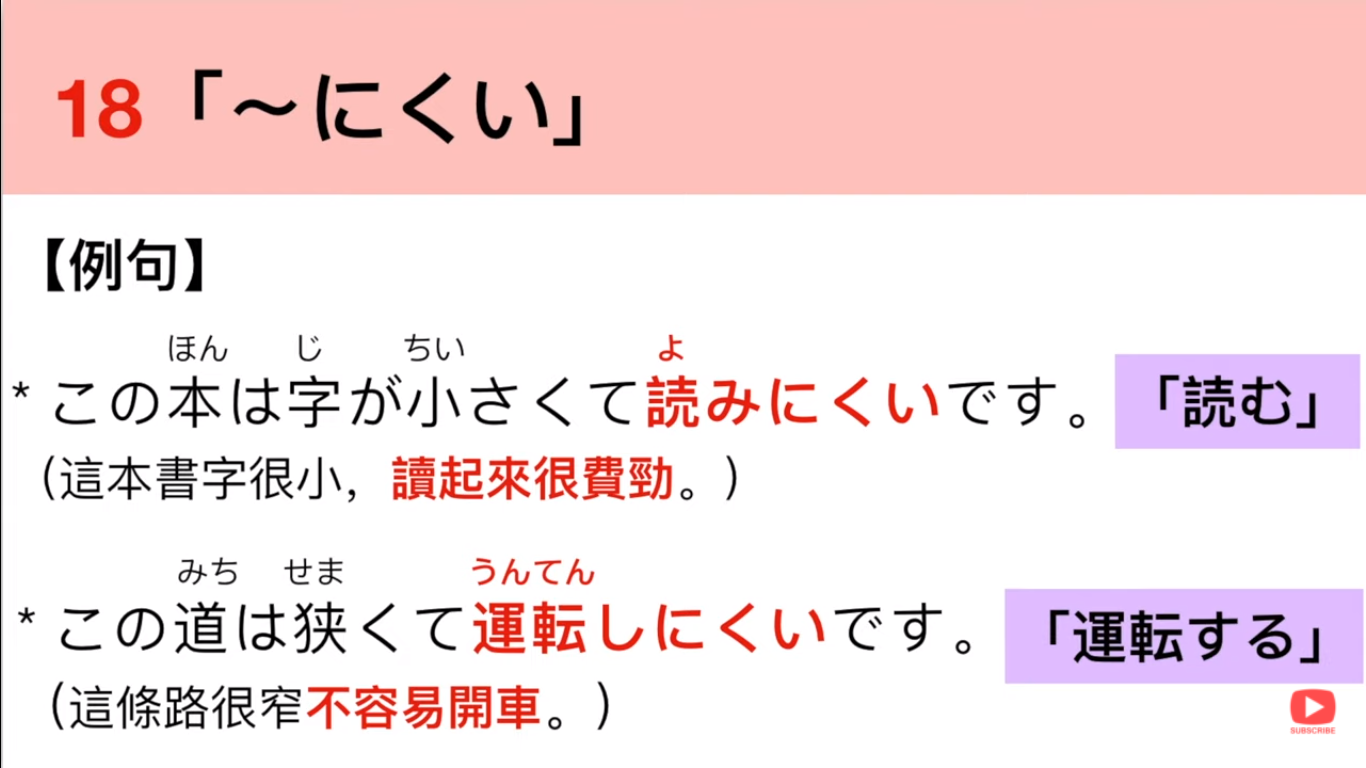 18「～にくい」
【例句】
ほん じ ちい よ
* この本は字が小さくて読みにくいです。 「読む」
（這本書字很小，讀起來很費勁。）
みち せま うんてん
* この道は狭くて運転しにくいです。 「運転する」
（這條路很窄不容易開車。）
SUBSCRIBE